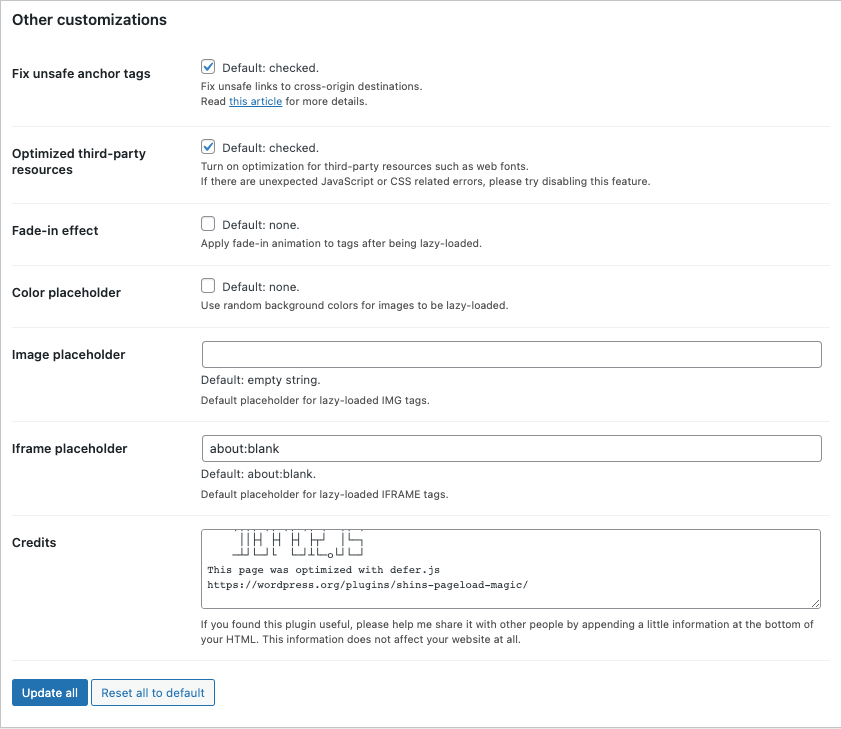 Other customizations
Fix unsafe anchor tags
Default: checked.
Fix unsafe links to cross-origin destinations.
Read this article for more details.
Optimized third-party
resources
Default: checked.
Turn on optimization for third-party resources such as web fonts.
If there are unexpected JavaScript or CSS related errors, please try disabling this feature.
Fade-in effect
Default: none.
Apply fade-in animation to tags after being lazy-loaded.
Color placeholder
Default: none.
Use random background colors for images to be lazy-loaded.
Image placeholder
Default: empty string.
Default placeholder for lazy-loaded IMG tags.
Iframe placeholder
about:blank
Default: about:blank.
Default placeholder for lazy-loaded IFRAME tags.
Credits
This page was optimized with defer.js
https://wordpress.org/plugins/shins-pageload-magic/
If you found this plugin useful, please help me share it with other people by appending a little information at the bottom of
your HTML. This information does not affect your website at all.
Update all
Reset all to default